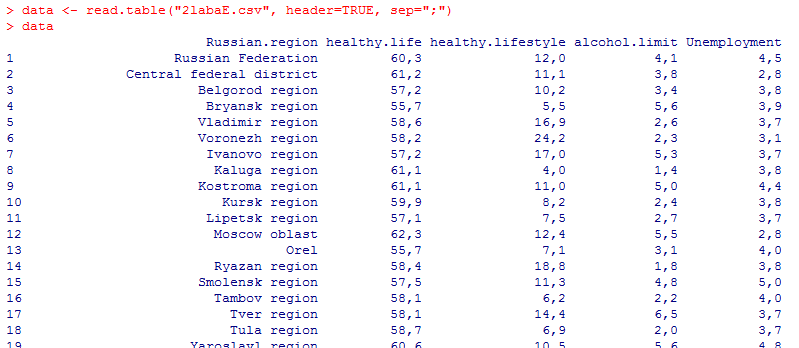 > data <- read.table("2labaE.csv", header=TRUE, sep=";")
> data
Russian.region healthy.life healthy.lifestyle alcohol.limit Unemployment
1 Russian Federation 60,3 12,0 4,1 4,5
2 Central federal district 61,2 11,1 3,8 2,8
3 Belgorod region 57,2 10,2 3,4 3,8
4 Bryansk region 55,7 5,5 5,6 3,9
5 Vladimir region 58,6 16,9 2,6 3,7
6 Voronezh region 58,2 24,2 2,3 3,1
7 Ivanovo region 57,2 17,0 5,3 3,7
8 Kaluga region 61,1 4,0 1,4 3,8
9 Kostroma region 61,1 11,0 5,0 4,4
10 Kursk region 59,9 8,2 2,4 3,8
11 Lipetsk region 57,1 7,5 2,7 3,7
12 Moscow oblast 62,3 12,4 5,5 2,8
13 Orel 55,7 7,1 3,1 4,0
14 Ryazan region 58,4 18,8 1,8 3,8
15 Smolensk region 57,5 11,3 4,8 5,0
16 Tambov region 58,1 6,2 2,2 4,0
17 Tver region 58,1 14,4 6,5 3,7
18 Tula region 58,7 6,9 2,0 3,7
19 Yaroslavl region 60,6 10,5 5,6 4,8